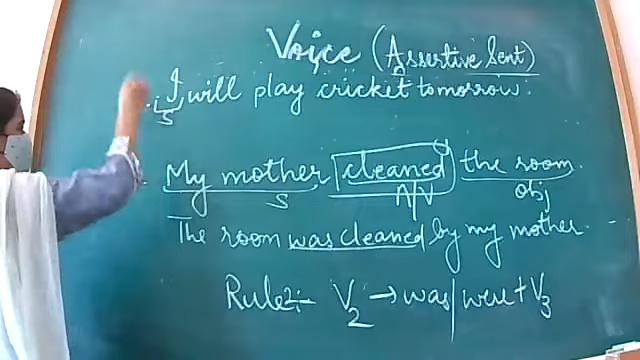 Voice (Assertive Sent)
I will play cricket tomorrow.
S
My mother cleaned the room.
S
obj
The room was cleaned by my mother.
Rule 2:- V2 → was/were + V3